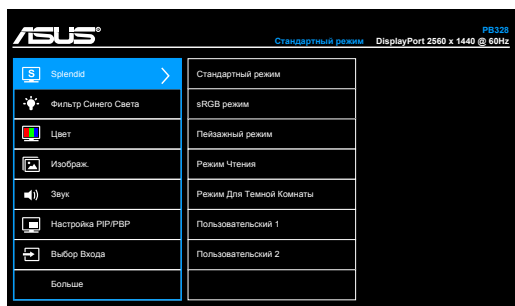 ASUS
PB328
Стандартный режим DisplayPort 2560 x 1440 @ 60Hz
S Splendid
Фильтр Синего Света
Цвет
Изображ.
Звук
Настройка PIP/PBP
Выбор Входа
Больше
Стандартный режим
sRGB режим
Пейзажный режим
Режим Чтения
Режим Для Темной Комнаты
Пользовательский 1
Пользовательский 2